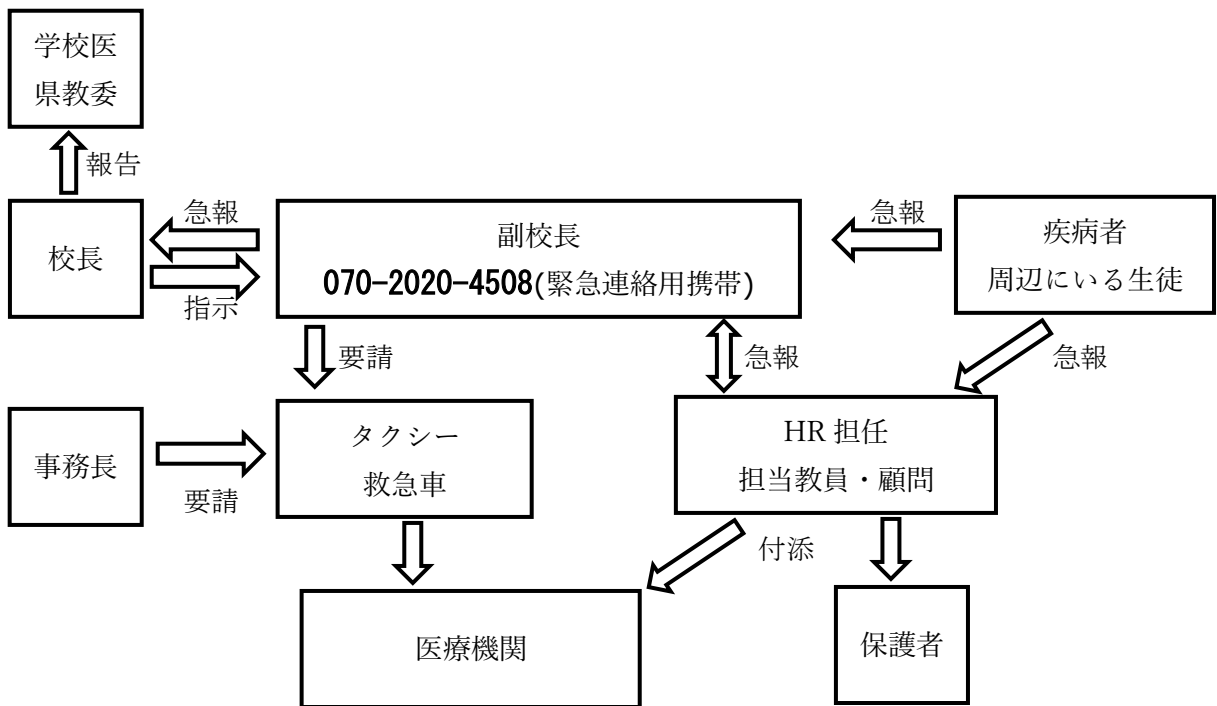 学校医
県教委
報告
校長
急報
指示
副校長
070-2020-4508(緊急連絡用携帯)
急報
疾病者
周辺にいる生徒
要請
急報
急報
事務長
要請
タクシー
救急車
HR 担任
担当教員・顧問
付添
医療機関
保護者